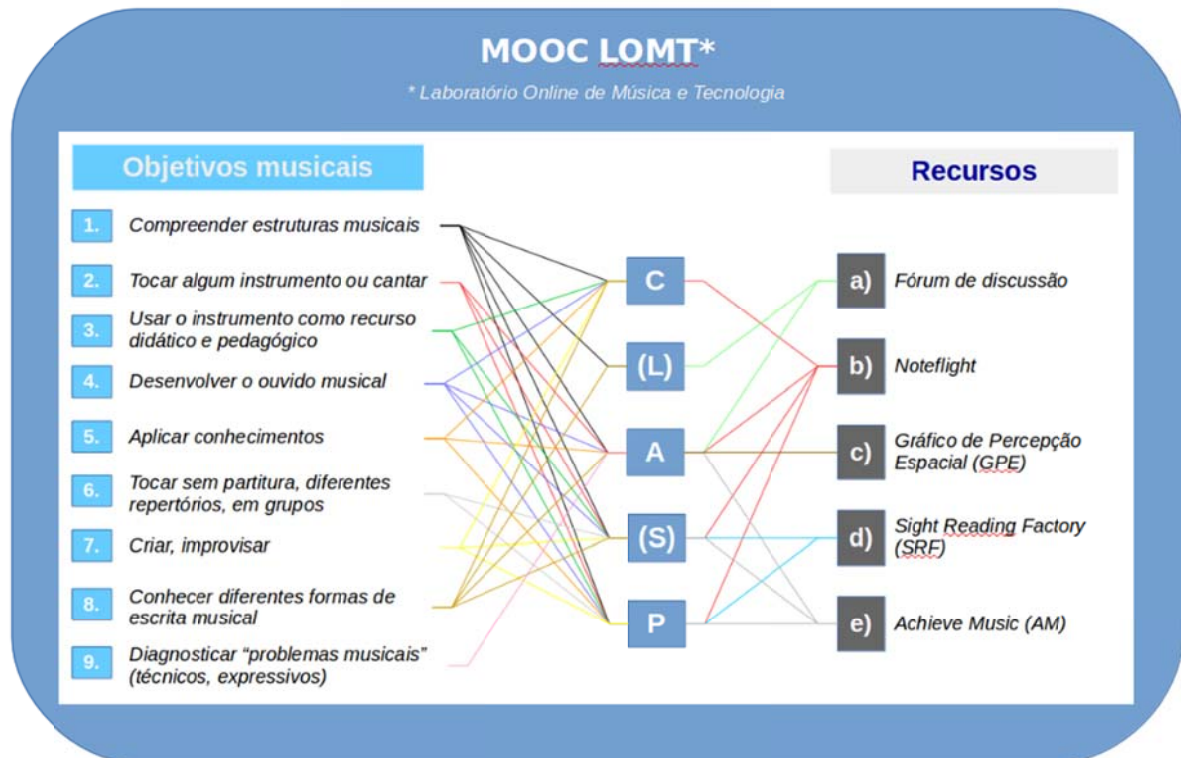 MOOC LOMT*
* Laboratório Online de Música e Tecnologia
Objetivos musicais
1. Compreender estruturas musicais
2. Tocar algum instrumento ou cantar
3. Usar o instrumento como recurso
didático e pedagógico
4. Desenvolver o ouvido musical
5. Aplicar conhecimentos
6. Tocar sem partitura, diferentes
repertórios, em grupos
7. Criar, improvisar
8. Conhecer diferentes formas de
escrita musical
9. Diagnosticar “problemas musicais”
(técnicos, expressivos)
C
(L)
A
(S)
P
Recursos
a) Fórum de discussão
b) Noteflight
c) Gráfico de Percepção
Espacial (GPE)
d) Sight Reading Factory
(SRF)
e) Achieve Music (AM)